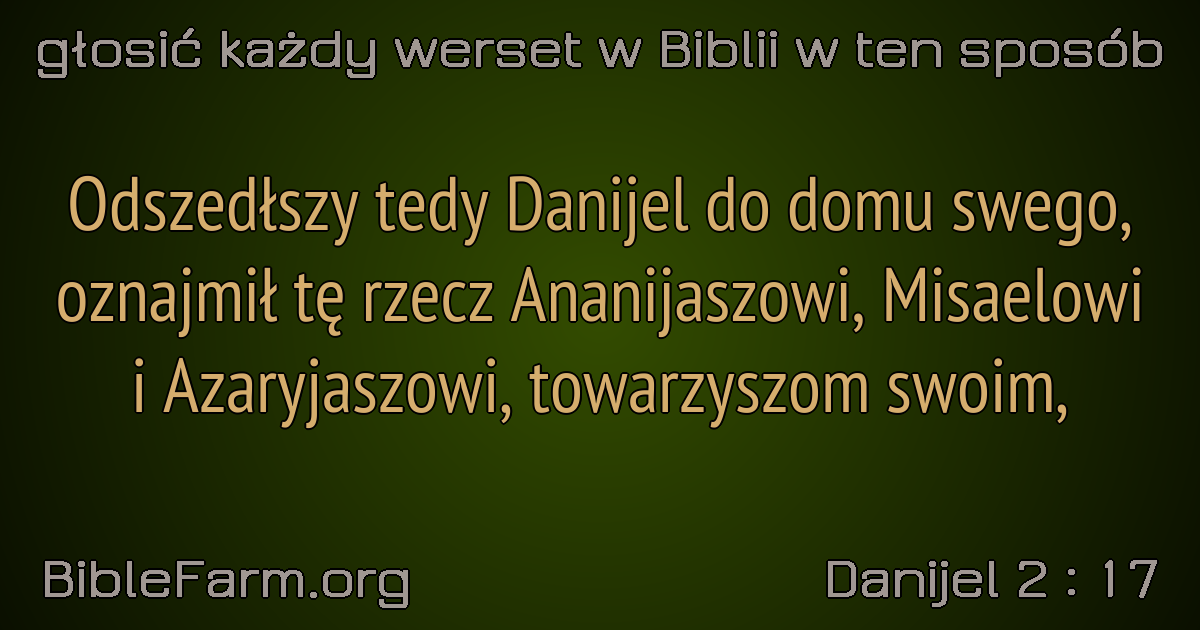 głosić każdy werset w Biblii w ten sposób
Odszedłszy tedy Danijel do domu swego,
oznajmił tę rzecz Ananijaszowi, Misaelowi
i Azaryjaszowi, towarzyszom swoim,
BibleFarm.org
Danijel 2 : 17